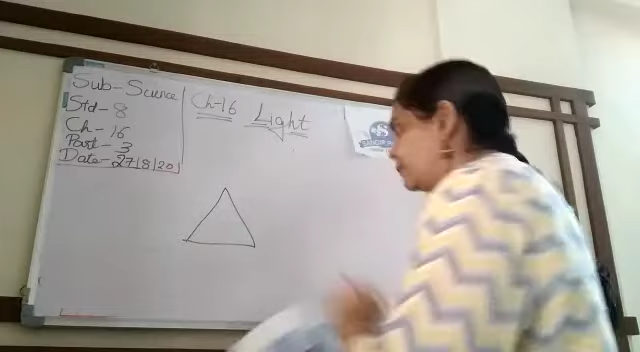 Sub-Science
Std-8
Ch-16
Part-3
Date-27/8/20
Ch-16 Light